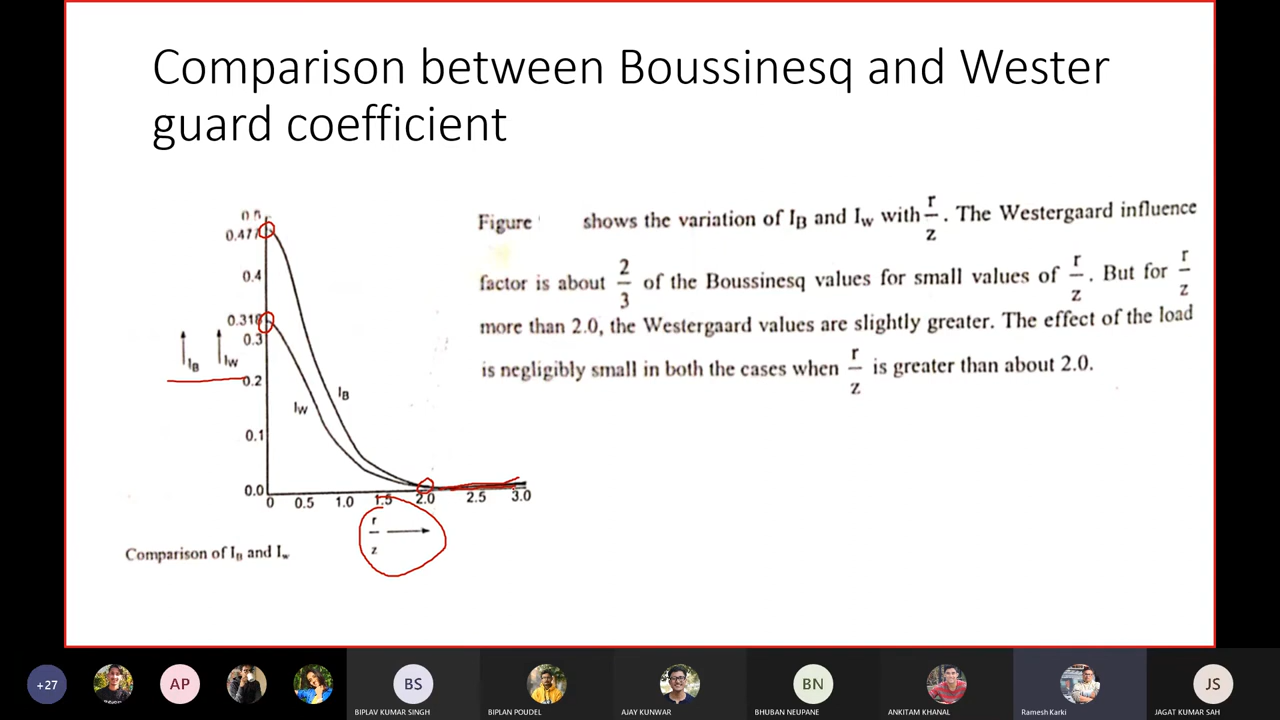 Comparison between Boussinesq and Wester
guard coefficient
Figure shows the variation of IB and Iw with r/z. The Westergaard influence
factor is about 2/3 of the Boussinesq values for small values of r/z. But for r/z
more than 2.0, the Westergaard values are slightly greater. The effect of the load
is negligibly small in both the cases when r/z is greater than about 2.0.
0.477
0.4
0.318
0.3
IB IW
0.2
0.1
0.0
IB
IW
0 0.5 1.0 1.5 2.0 2.5 3.0
r/z
Comparison of IB and Iw
+27
AP
BS
BIPLAV KUMAR SINGH
BIPLAN POUDEL
AJAY KUNWAR
BN
BHUBAN NEUPANE
ANKITAM KHANAL
Ramesh Karki
JS
JAGAT KUMAR SAH